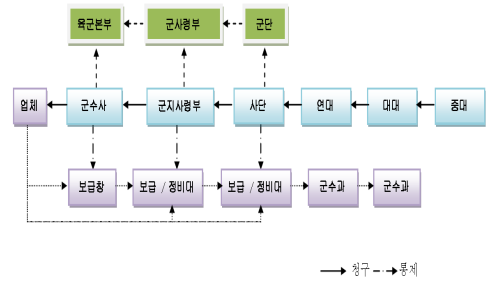 육군본부 군사령부 군단
업체 군수사 군지사령부 사단 연대 대대 중대
보급창 보급 / 정비대 보급 / 정비대 군수과 군수과
청구 통제